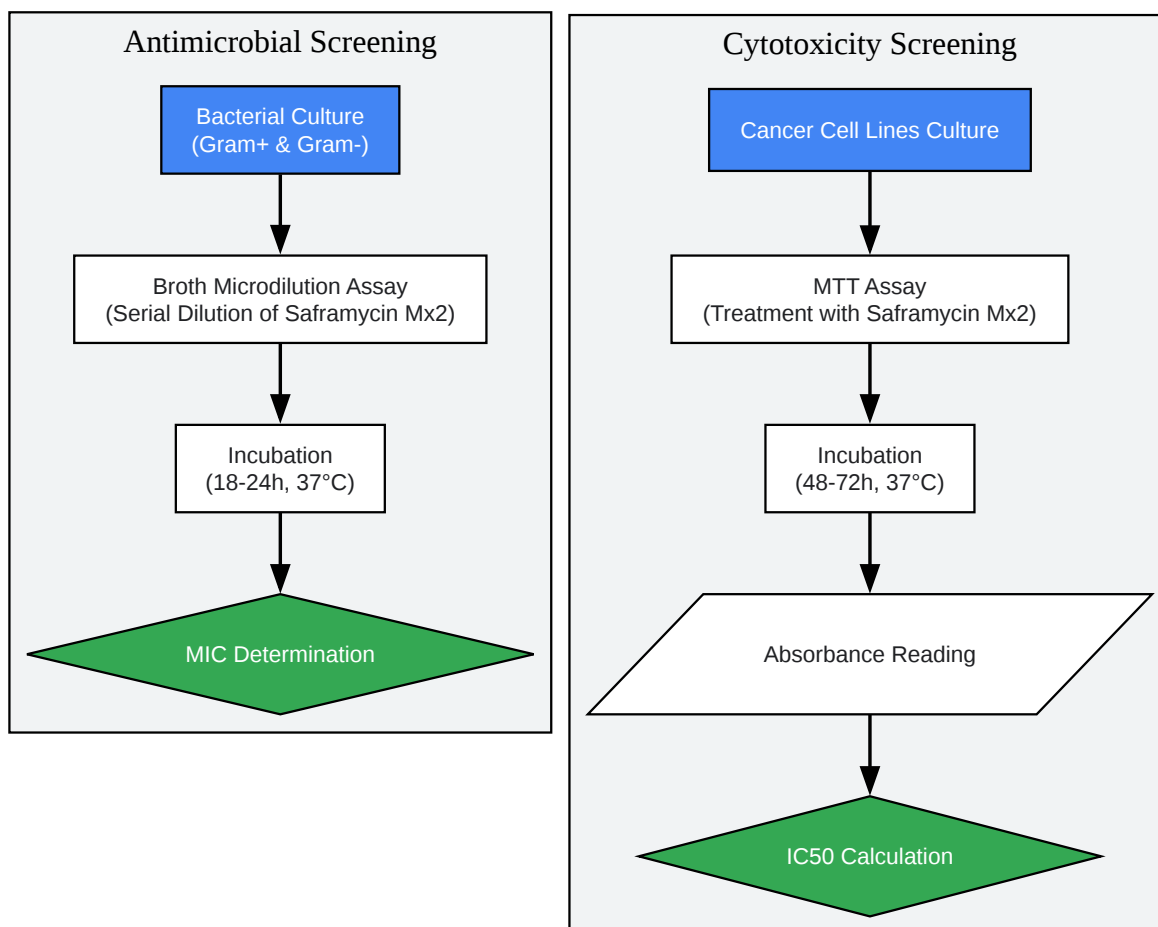 Antimicrobial Screening
Bacterial Culture
(Gram+ & Gram-)
Broth Microdilution Assay
(Serial Dilution of Saframycin Mx2)
Incubation
(18-24h, 37°C)
MIC Determination
Cytotoxicity Screening
Cancer Cell Lines Culture
MTT Assay
(Treatment with Saframycin Mx2)
Incubation
(48-72h, 37°C)
Absorbance Reading
IC50 Calculation